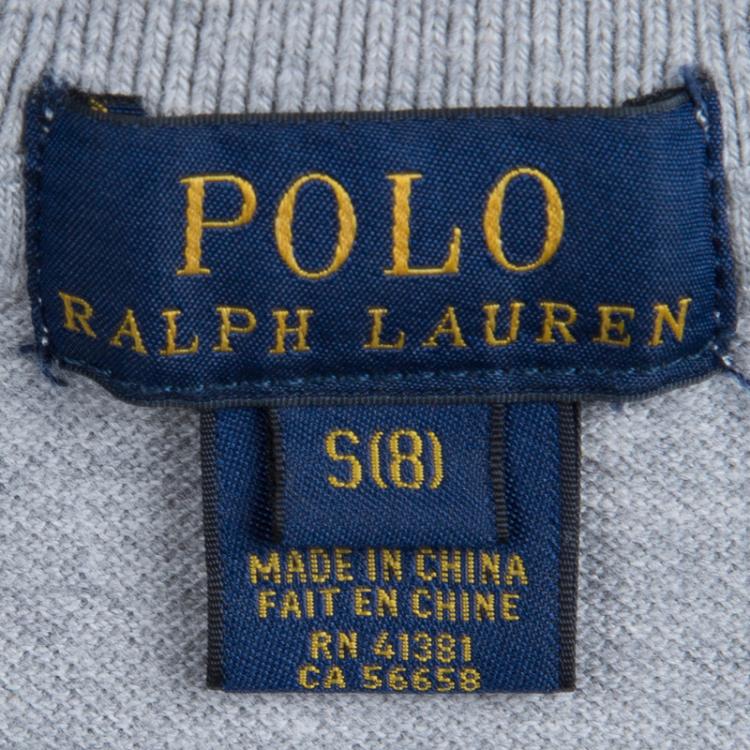 POLO
RALPH LAUREN
S(8)
MADE IN CHINA
FAIT EN CHINE
RN 41381
CA 56658